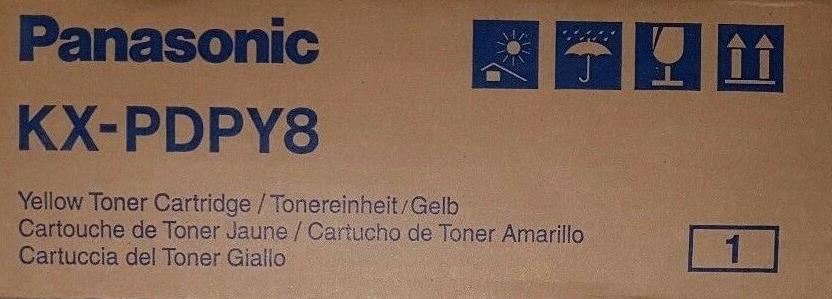 Panasonic
KX-PDPY8
Yellow Toner Cartridge / Tonereinheit/Gelb
Cartouche de Toner Jaune / Cartucho de Toner Amarillo
Cartuccia del Toner Giallo
1